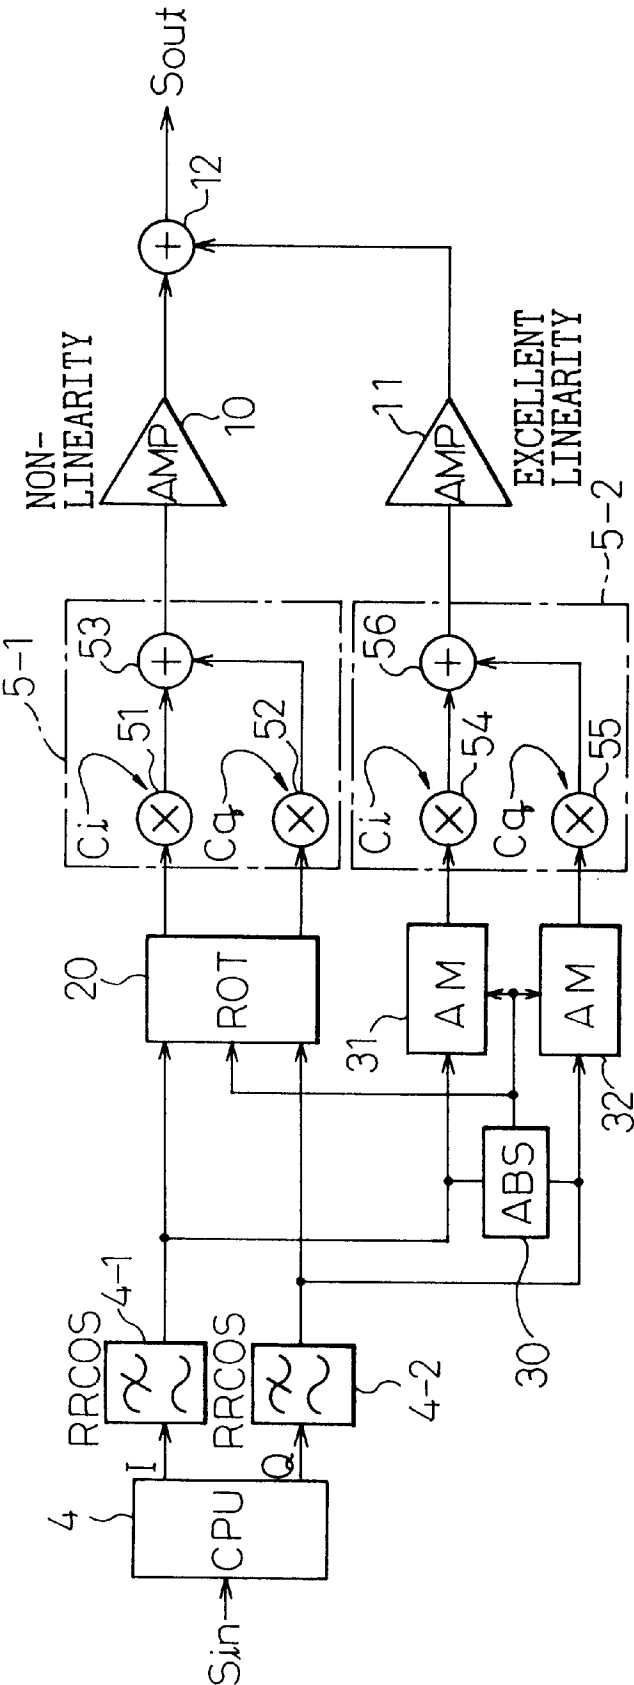 Sin
CPU
4
I
Q
RRCOS
4-1
RRCOS
4-2
ROT
20
ABS
30
AM
31
AM
32
5-1
Ci
51
Cq
52
+
53
5-2
Ci
54
Cq
55
+
56
NON-
LINEARITY
AMP
10
EXCELLENT
LINEARITY
AMP
11
+
12
Sout